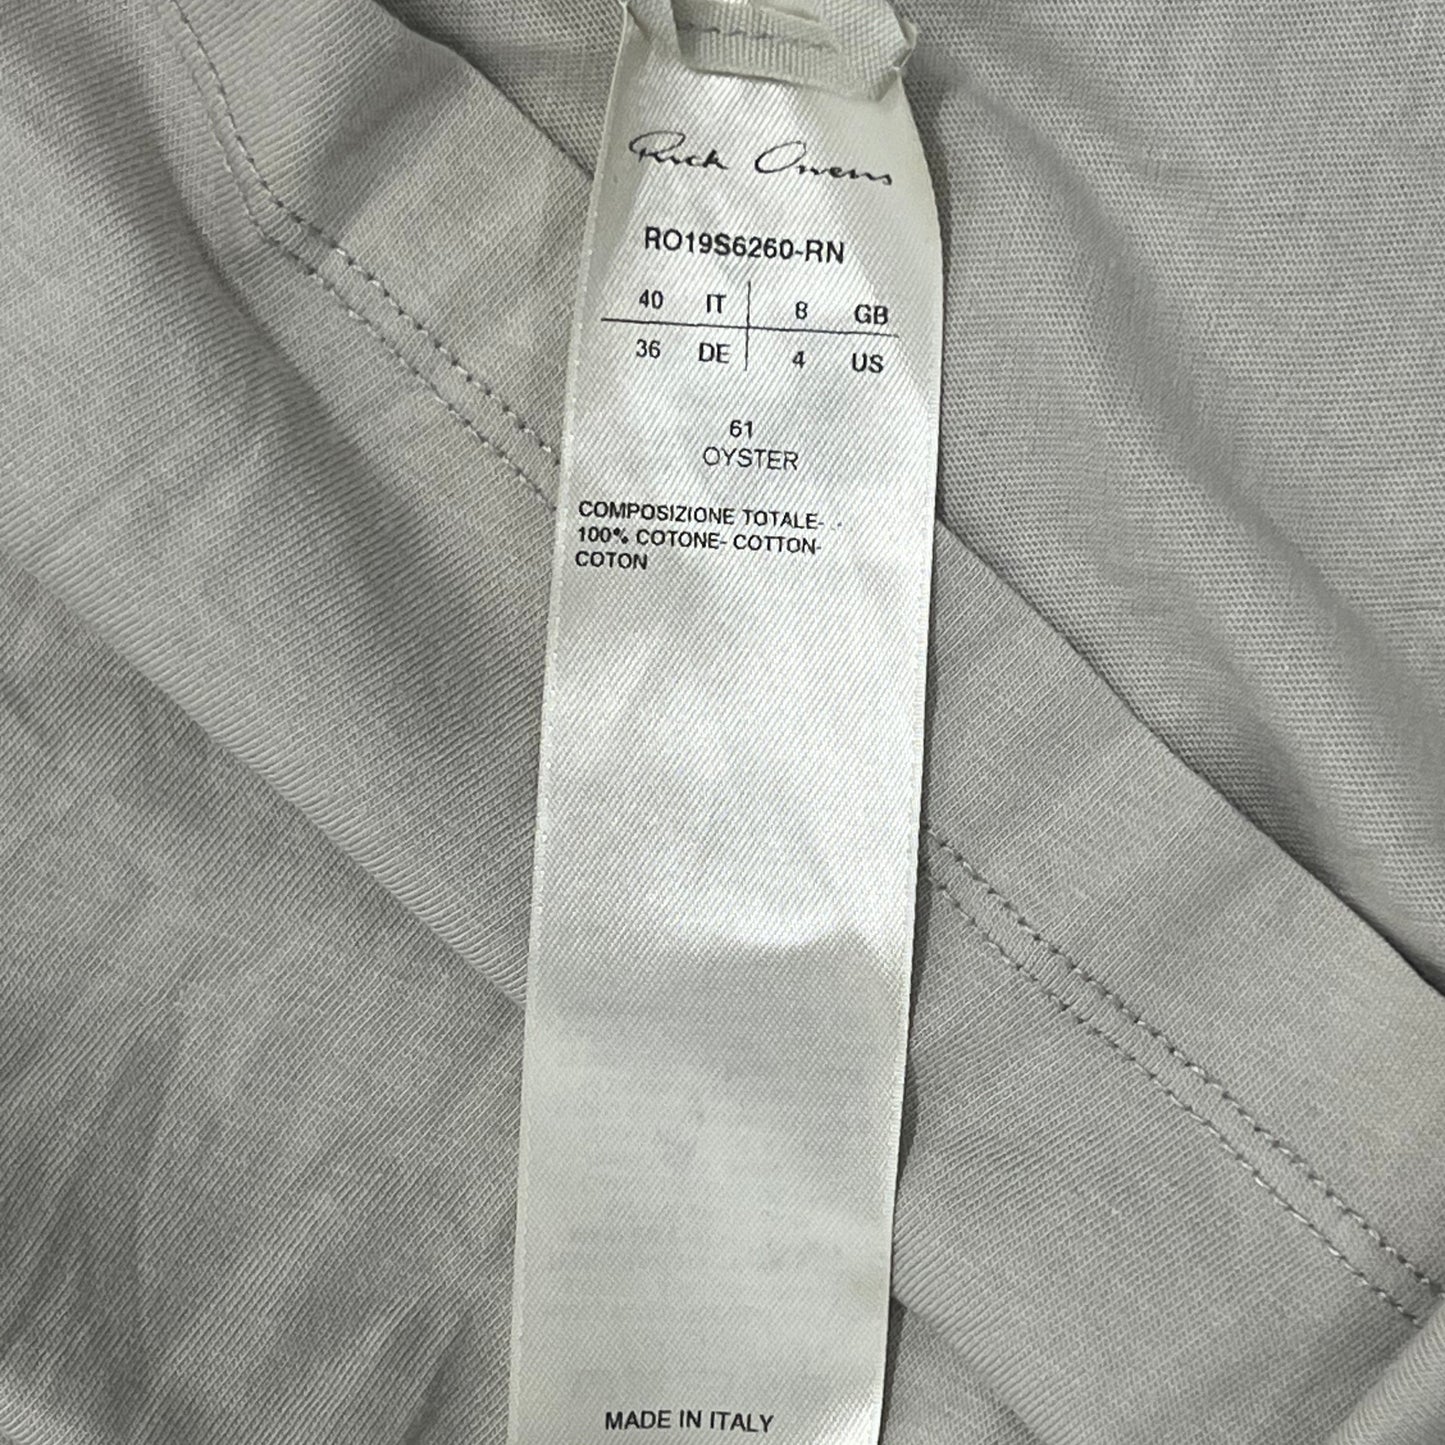 Rick Owens
RO19S6260-RN
40 IT 8 GB
36 DE 4 US
61
OYSTER
COMPOSIZIONE TOTALE-
100% COTONE- COTTON-
COTON
MADE IN ITALY